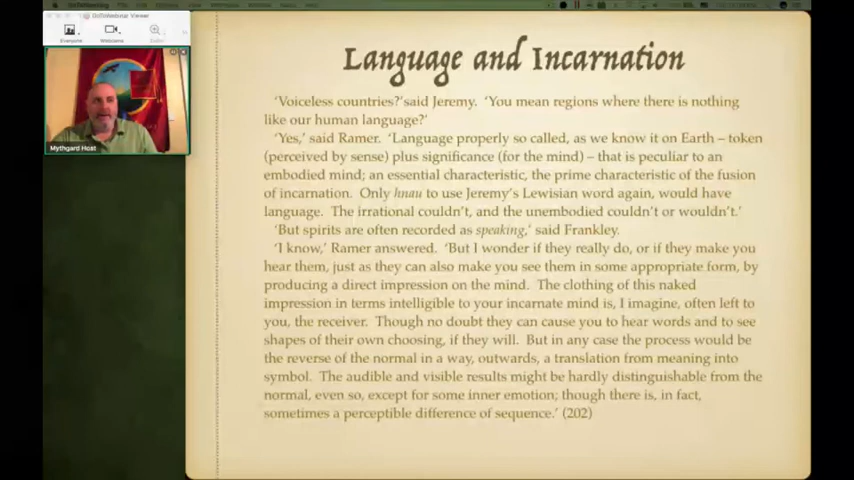 GoToWebinar Viewer
Everyone
Webcams
Mythgard Host
Language and Incarnation
'Voiceless countries?'said Jeremy. 'You mean regions where there is nothing
like our human language?'
'Yes,' said Ramer. 'Language properly so called, as we know it on Earth – token
(perceived by sense) plus significance (for the mind) – that is peculiar to an
embodied mind; an essential characteristic, the prime characteristic of the fusion
of incarnation. Only hnau to use Jeremy's Lewisian word again, would have
language. The irrational couldn't, and the unembodied couldn't or wouldn't.'
'But spirits are often recorded as speaking,' said Frankley.
'I know,' Ramer answered. 'But I wonder if they really do, or if they make you
hear them, just as they can also make you see them in some appropriate form, by
producing a direct impression on the mind. The clothing of this naked
impression in terms intelligible to your incarnate mind is, I imagine, often left to
you, the receiver. Though no doubt they can cause you to hear words and to see
shapes of their own choosing, if they will. But in any case the process would be
the reverse of the normal in a way, outwards, a translation from meaning into
symbol. The audible and visible results might be hardly distinguishable from the
normal, even so, except for some inner emotion; though there is, in fact,
sometimes a perceptible difference of sequence.' (202)